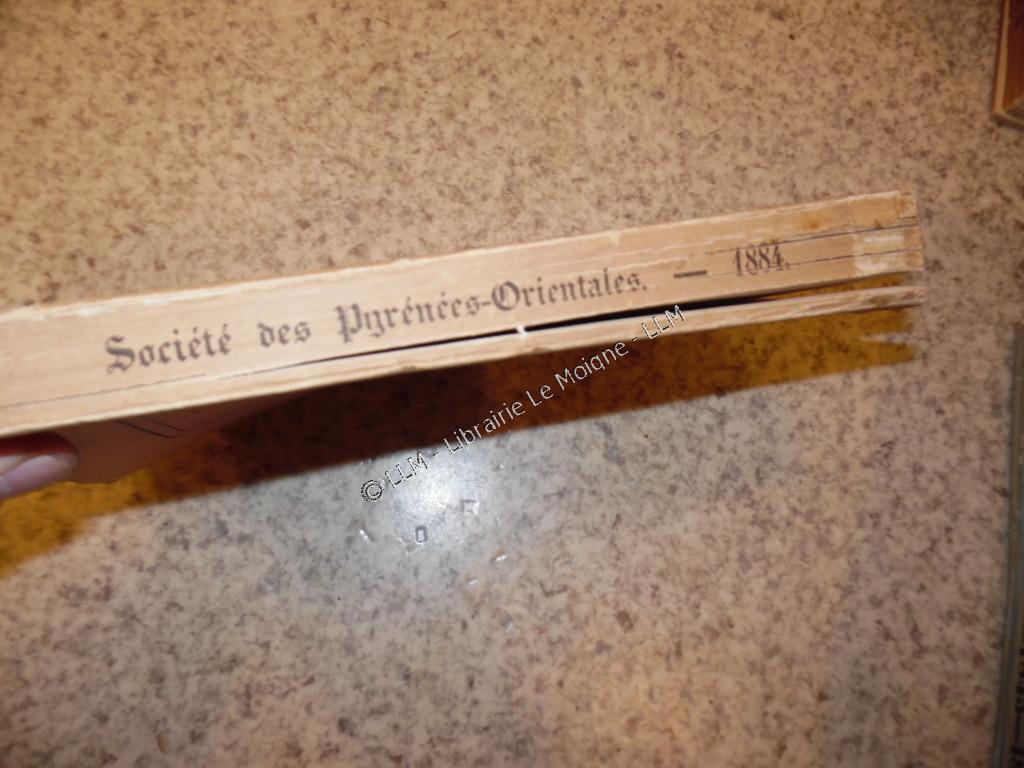 Société des Pyrénées-Orientales. — 1884.
© LLM - Librairie Le Moigne - LLM